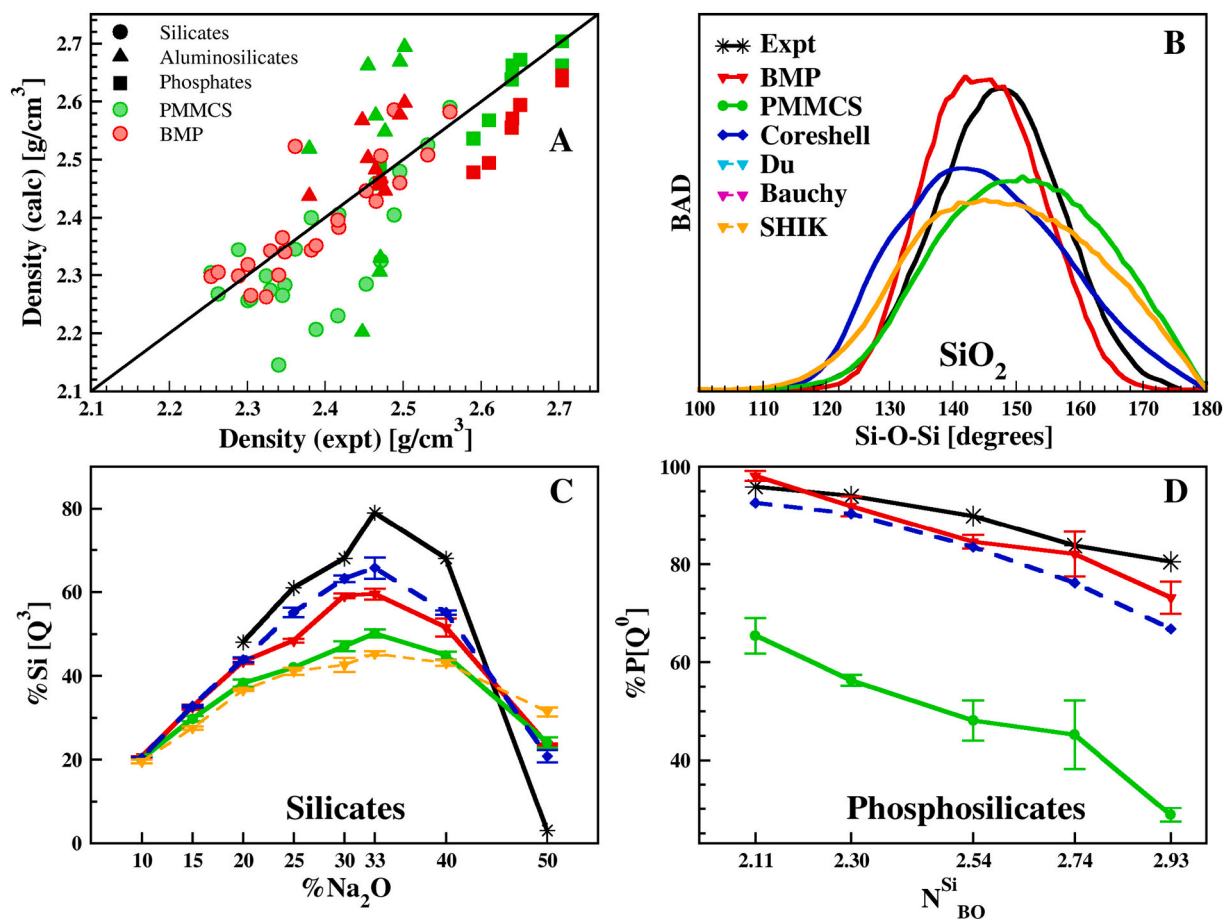 2.7
2.6
2.5
2.4
2.3
2.2
2.1
Density (calc) [g/cm³]
Silicates
Aluminosilicates
Phosphates
PMMCS
BMP
A
2.1 2.2 2.3 2.4 2.5 2.6 2.7
Density (expt) [g/cm³]
BAD
Expt
BMP
PMMCS
Coreshell
Du
Bauchy
SHIK
B
SiO₂
100 110 120 130 140 150 160 170 180
Si-O-Si [degrees]
80
60
40
20
0
%Si [Q³]
C
Silicates
10 15 20 25 30 33 40 50
%Na₂O
100
80
60
40
%P[Q⁰]
D
Phosphosilicates
2.11 2.30 2.54 2.74 2.93
N^Si_BO